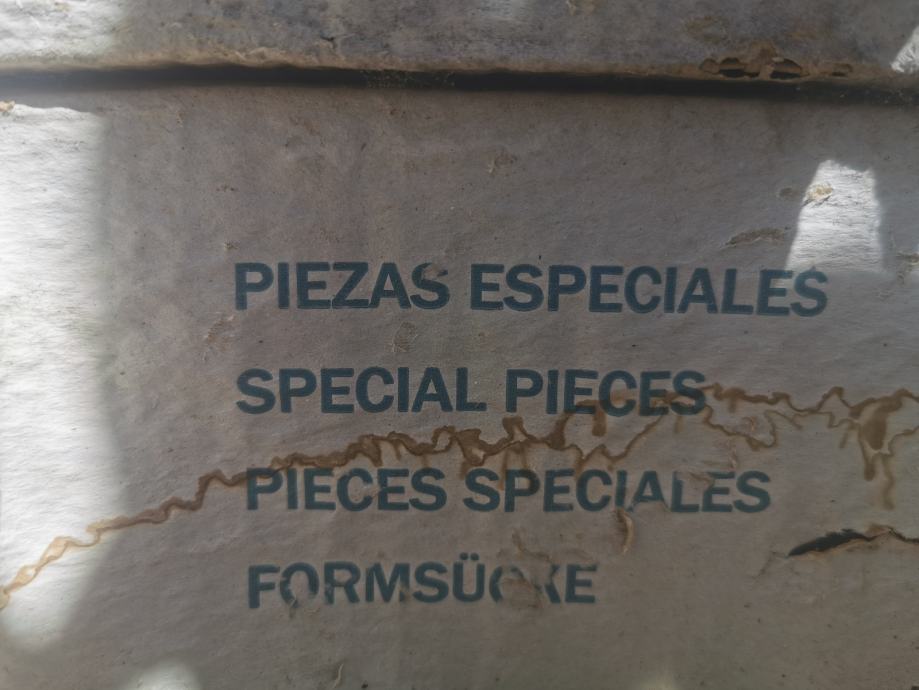 PIEZAS ESPECIALES
SPECIAL PIECES
PIECES SPECIALES
FORMSÜCKE